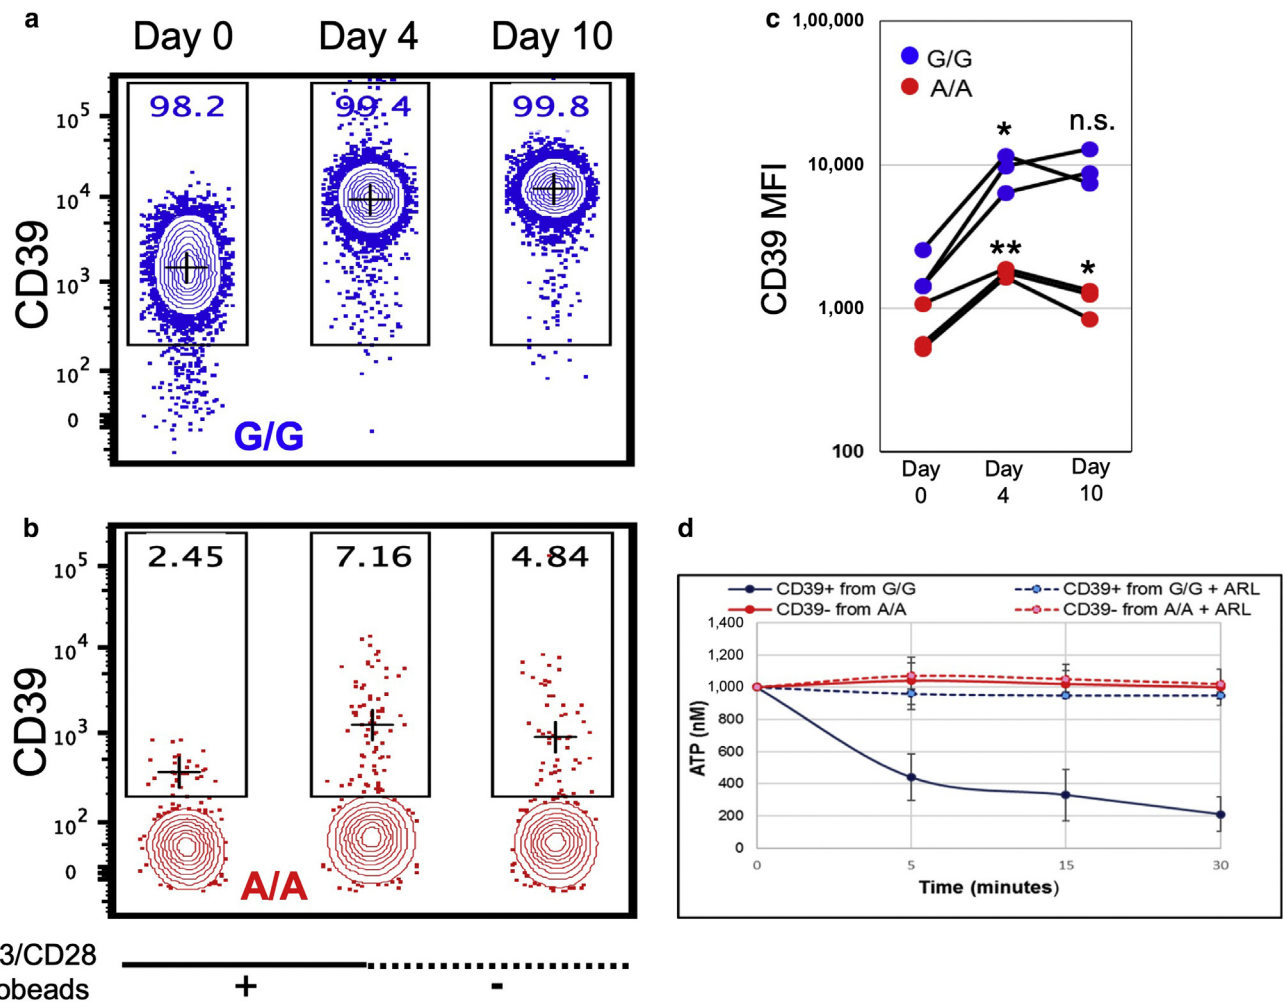 a
Day 0 Day 4 Day 10
98.2 99.4 99.8
10^5
10^4
10^3
10^2
0
CD39
G/G
b
2.45 7.16 4.84
10^5
10^4
10^3
10^2
0
CD39
A/A
3/CD28
obeads
+ -
c
1,00,000
10,000
1,000
100
CD39 MFI
G/G
A/A
* n.s.
** *
Day 0 Day 4 Day 10
d
CD39+ from G/G CD39+ from G/G + ARL
CD39- from A/A CD39- from A/A + ARL
1,400
1,200
1,000
800
600
400
200
0
ATP (nM)
0 5 15 30
Time (minutes)